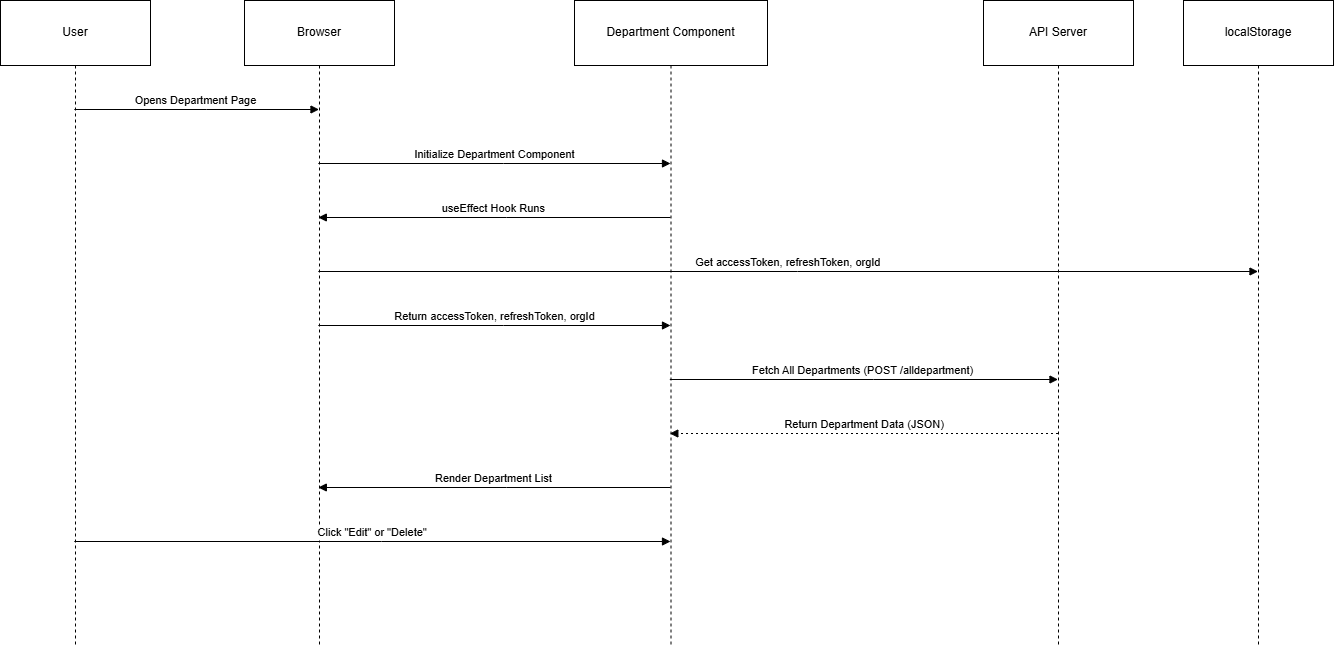 User
Browser
Department Component
API Server
localStorage
Opens Department Page
Initialize Department Component
useEffect Hook Runs
Get accessToken, refreshToken, orgId
Return accessToken, refreshToken, orgId
Fetch All Departments (POST /alldepartment)
Return Department Data (JSON)
Render Department List
Click "Edit" or "Delete"